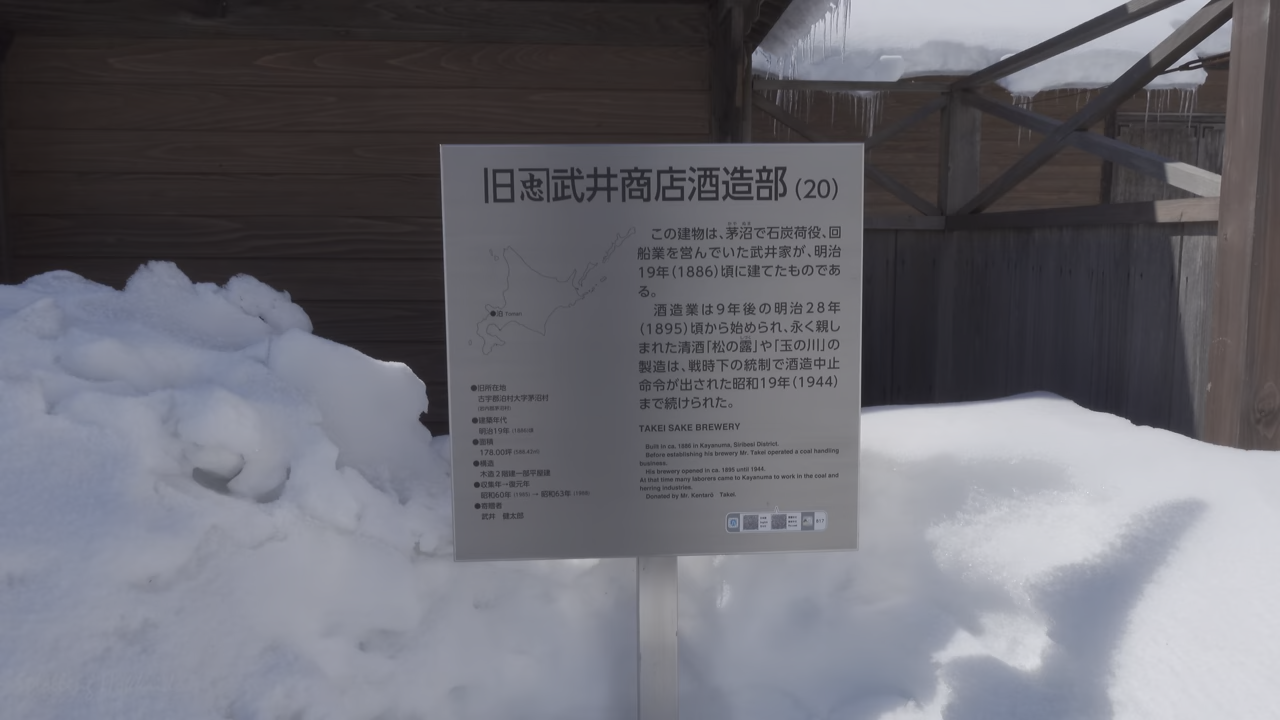 旧忠武井商店酒造部(20)
この建物は、茅沼で石炭荷役、回
船業を営んでいた武井家が、明治
19年(1886)頃に建てたものであ
る。
酒造業は9年後の明治28年
(1895)頃から始められ、永く親し
まれた清酒「松の露」や「玉の川」の
製造は、戦時下の統制で酒造中止
命令が出された昭和19年(1944)
まで続けられた。
TAKEI SAKE BREWERY
Built in ca. 1886 in Kayanuma, Siribesi District.
Before establishing his brewery Mr. Takei operated a coal handling
business.
His brewery opened in ca. 1895 until 1944.
At that time many laborers came to Kayanuma to work in the coal and
herring industries.
Donated by Mr. Kentarō Takei.
●旧所在地
古宇郡泊村大字茅沼村
●建築年代
明治19年(1886)頃
●面積
178.00坪
●構造
木造2階建一部平屋建
●収集年→復元年
昭和60年(1985)→昭和63年(1988)
●寄贈者
武井 健太郎